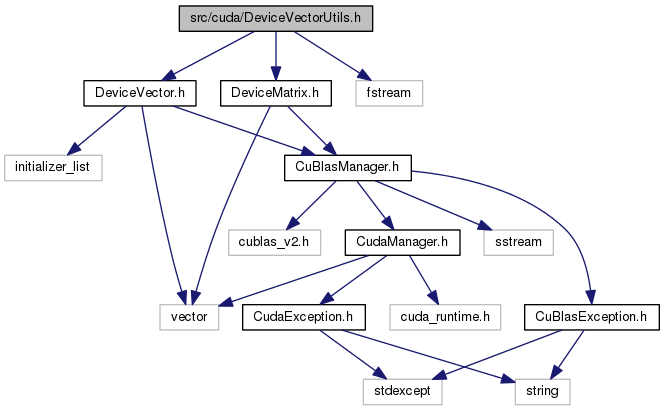 src/cuda/DeviceVectorUtils.h
DeviceVector.h
DeviceMatrix.h
fstream
initializer_list
CuBlasManager.h
cublas_v2.h
CudaManager.h
sstream
vector
CudaException.h
cuda_runtime.h
CuBlasException.h
stdexcept
string